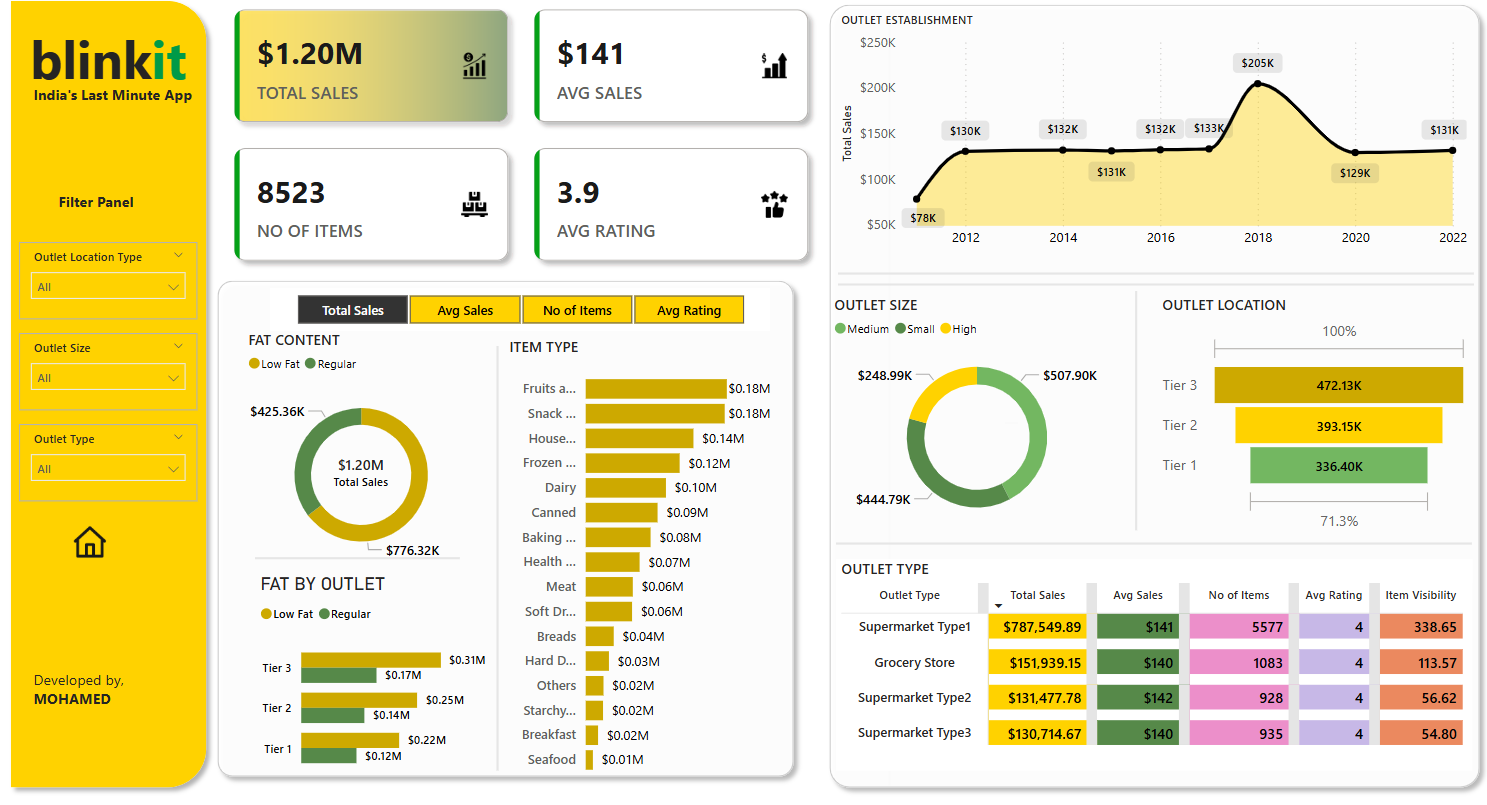 blinkit
India's Last Minute App
Filter Panel
Outlet Location Type
All
Outlet Size
All
Outlet Type
All
Developed by,
MOHAMED
$1.20M
TOTAL SALES
$141
AVG SALES
8523
NO OF ITEMS
3.9
AVG RATING
Total Sales Avg Sales No of Items Avg Rating
FAT CONTENT
Low Fat Regular
$425.36K
$1.20M
Total Sales
$776.32K
FAT BY OUTLET
Low Fat Regular
Tier 3 $0.31M
$0.17M
Tier 2 $0.25M
$0.14M
Tier 1 $0.22M
$0.12M
ITEM TYPE
Fruits a... $0.18M
Snack ... $0.18M
House... $0.14M
Frozen ... $0.12M
Dairy $0.10M
Canned $0.09M
Baking ... $0.08M
Health ... $0.07M
Meat $0.06M
Soft Dr... $0.06M
Breads $0.04M
Hard D... $0.03M
Others $0.02M
Starchy... $0.02M
Breakfast $0.02M
Seafood $0.01M
OUTLET ESTABLISHMENT
Total Sales
$250K
$200K
$150K
$100K
$50K
$78K
$130K
$132K
$131K
$132K
$133K
$205K
$129K
$131K
2012 2014 2016 2018 2020 2022
OUTLET SIZE
Medium Small High
$248.99K
$507.90K
$444.79K
OUTLET LOCATION
100%
Tier 3 472.13K
Tier 2 393.15K
Tier 1 336.40K
71.3%
OUTLET TYPE
Outlet Type Total Sales Avg Sales No of Items Avg Rating Item Visibility
Supermarket Type1 $787,549.89 $141 5577 4 338.65
Grocery Store $151,939.15 $140 1083 4 113.57
Supermarket Type2 $131,477.78 $142 928 4 56.62
Supermarket Type3 $130,714.67 $140 935 4 54.80